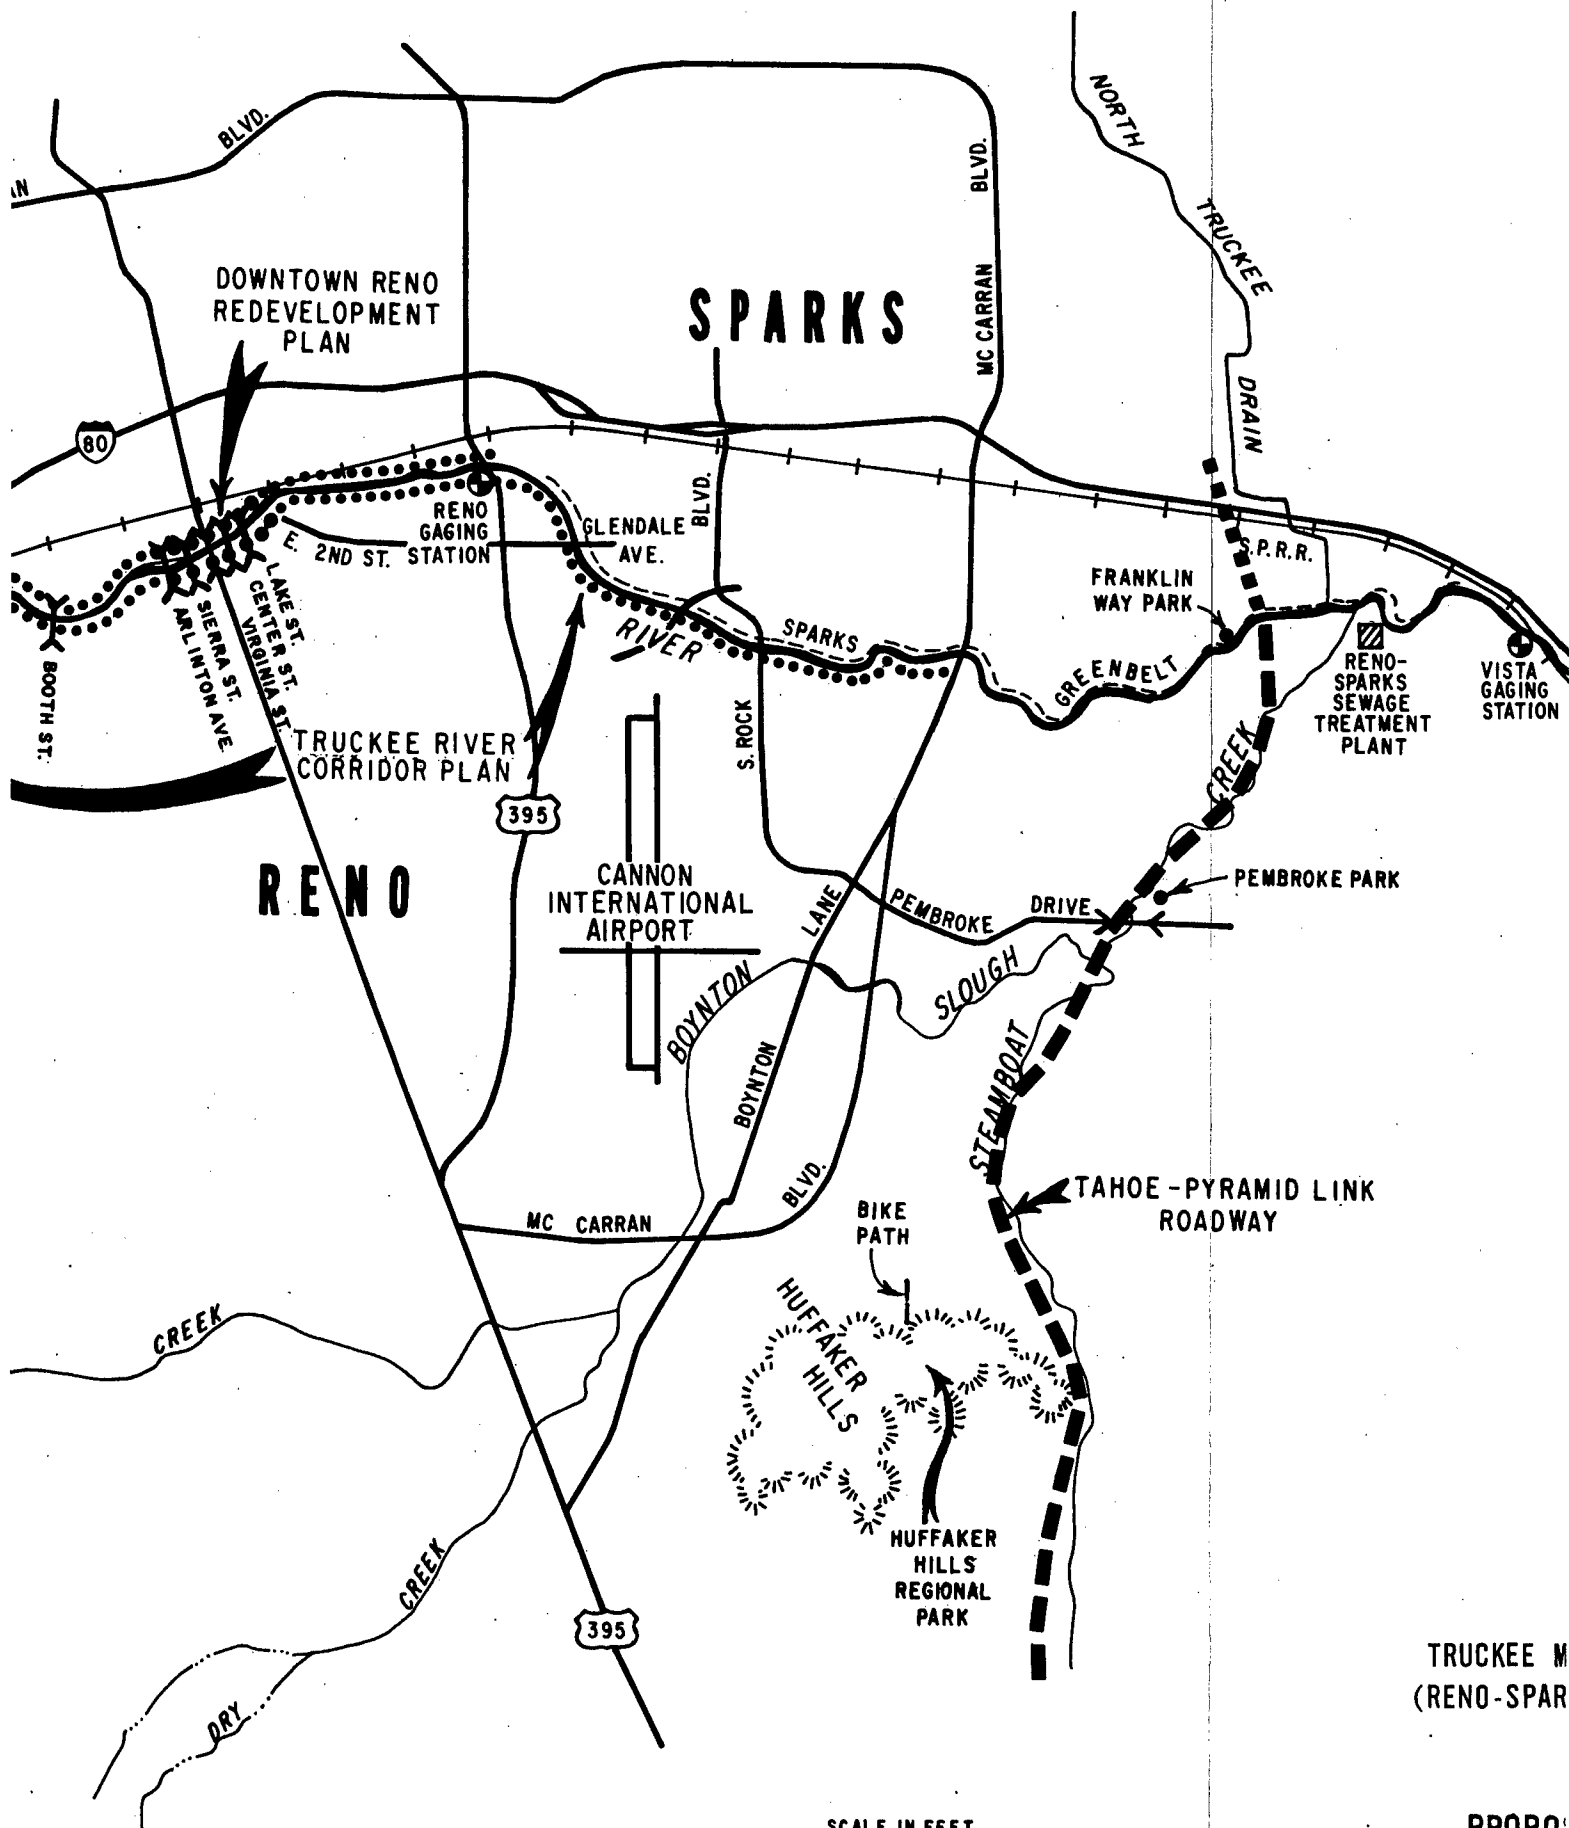 NORTH
BLVD.
BLVD.
TRUCKEE
DOWNTOWN RENO
REDEVELOPMENT
PLAN
SPARKS
MC CARRAN
DRAIN
80
BLVD.
RENO
GAGING
STATION
GLENDALE
AVE.
E. 2ND ST.
S.P.R.R.
FRANKLIN
WAY PARK
LAKE ST.
CENTER ST.
VIRGINIA ST.
SIERRA ST.
ARLINTON AVE.
BOOTH ST.
RIVER
SPARKS
GREENBELT
RENO-
SPARKS
SEWAGE
TREATMENT
PLANT
VISTA
GAGING
STATION
TRUCKEE RIVER
CORRIDOR PLAN
S. ROCK
CREEK
395
RENO
CANNON
INTERNATIONAL
AIRPORT
PEMBROKE PARK
LANE
PEMBROKE
DRIVE
BOYNTON
SLOUGH
STEAMBOAT
BOYNTON
TAHOE-PYRAMID LINK
ROADWAY
MC CARRAN
BLVD.
BIKE
PATH
CREEK
HUFFAKER
HILLS
HUFFAKER
HILLS
REGIONAL
PARK
CREEK
395
DRY
TRUCKEE M
(RENO-SPAR
SCALE IN FEET